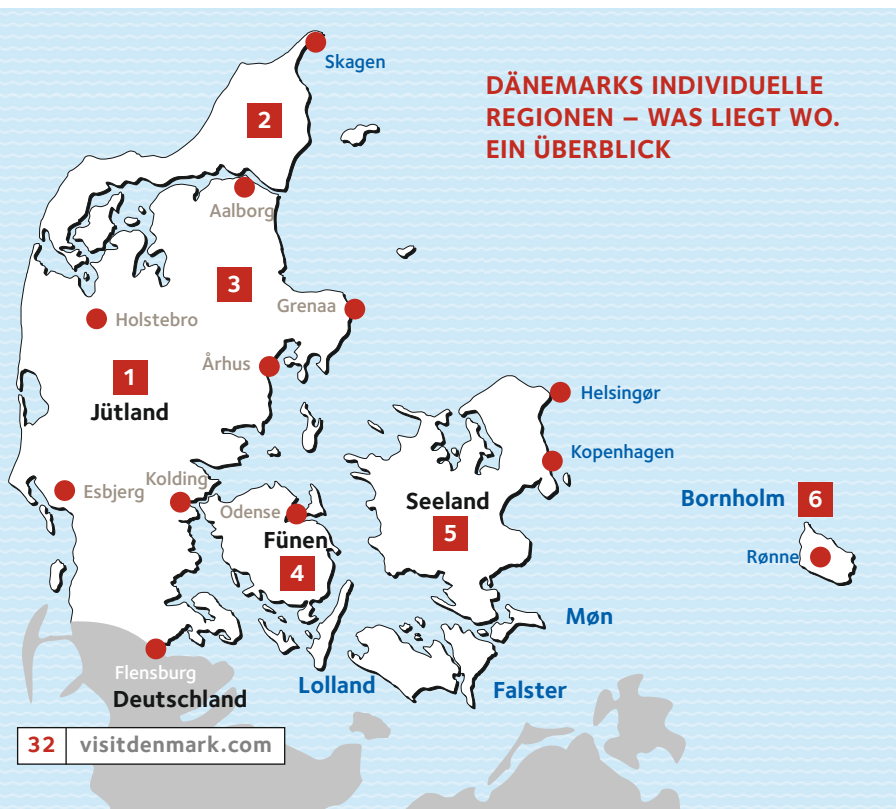 Skagen
DÄNEMARKS INDIVIDUELLE
REGIONEN – WAS LIEGT WO.
EIN ÜBERBLICK
2
Aalborg
3
Grenaa
Holstebro
Århus
1
Jütland
Helsingør
Kopenhagen
Kolding
Esbjerg
Odense
Fünen
4
Seeland
5
Bornholm 6
Rønne
Møn
Flensburg
Deutschland
Lolland
Falster
32 visitdenmark.com